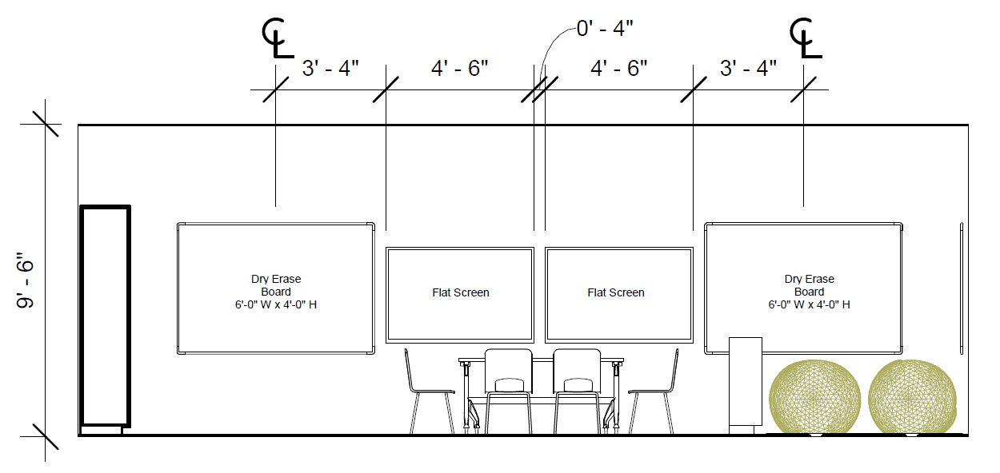 ℄ ℄
0' - 4"
3' - 4" 4' - 6" 4' - 6" 3' - 4"
9' - 6"
Dry Erase
Board
6'-0" W x 4'-0" H
Flat Screen
Flat Screen
Dry Erase
Board
6'-0" W x 4'-0" H